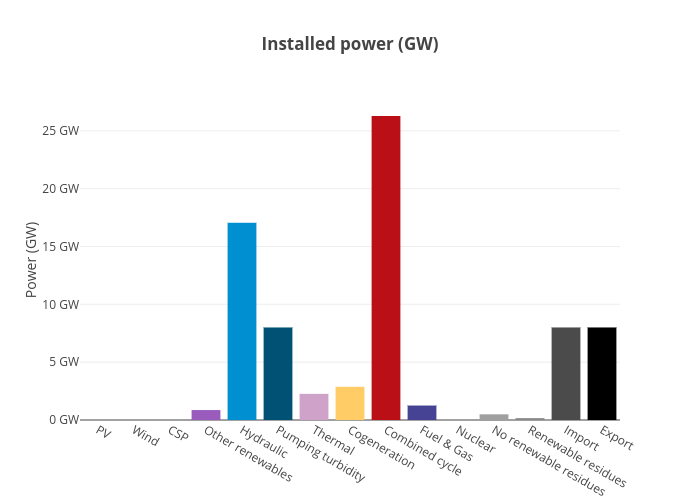 Installed power (GW)
25 GW
20 GW
15 GW
10 GW
5 GW
0 GW
Power (GW)
PV
Wind
CSP
Other renewables
Hydraulic
Pumping turbidity
Thermal
Cogeneration
Combined cycle
Fuel & Gas
Nuclear
No renewable residues
Renewable residues
Import
Export